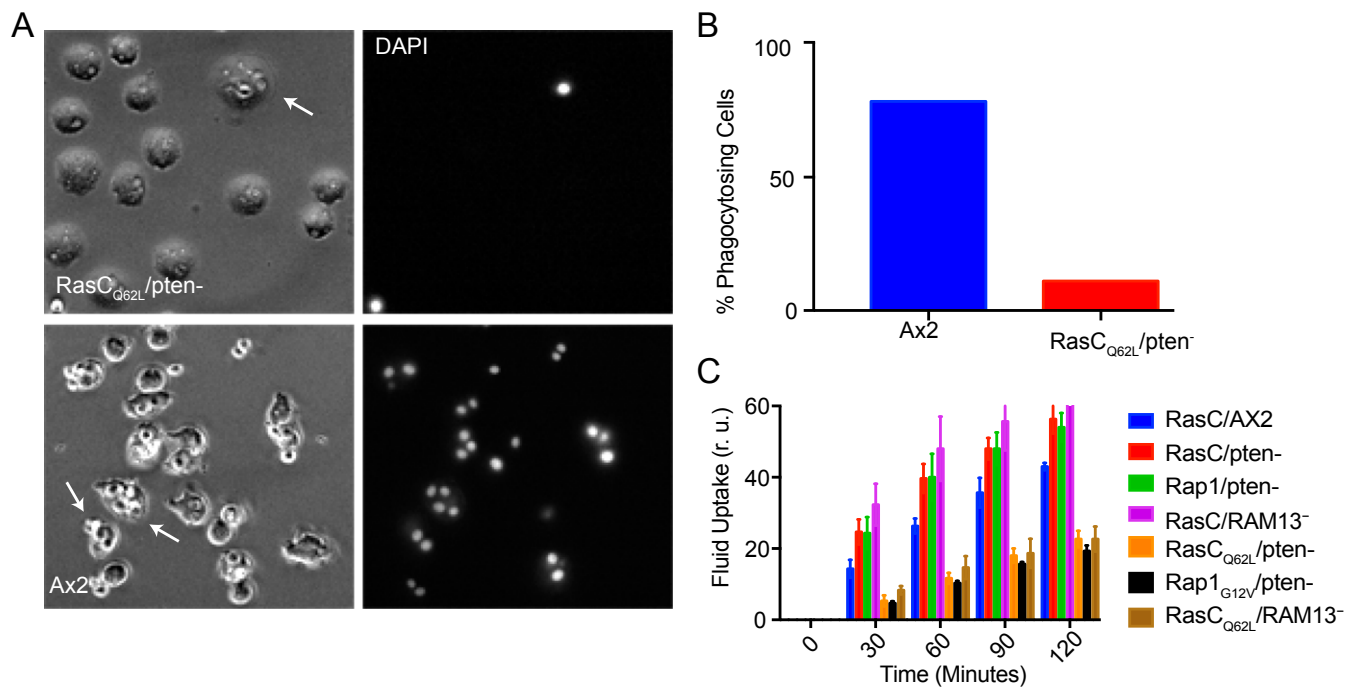 A
DAPI
RasCQ62L/pten-
Ax2
B
% Phagocytosing Cells
100
50
0
Ax2
RasCQ62L/pten-
C
Fluid Uptake (r. u.)
60
40
20
0
0
30
60
90
120
Time (Minutes)
RasC/AX2
RasC/pten-
Rap1/pten-
RasC/RAM13-
RasCQ62L/pten-
Rap1G12V/pten-
RasCQ62L/RAM13-